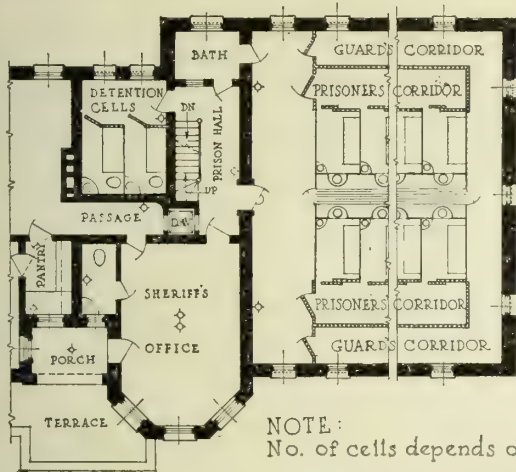 BATH
GUARD'S CORRIDOR
DETENTION
CELLS
PRISONERS CORRIDOR
DN
PRISON HALL
UP
PASSAGE
D.W.
PANTRY
SHERIFF'S
OFFICE
PRISONERS CORRIDOR
PORCH
GUARD'S CORRIDOR
TERRACE
NOTE:
No. of cells depends o